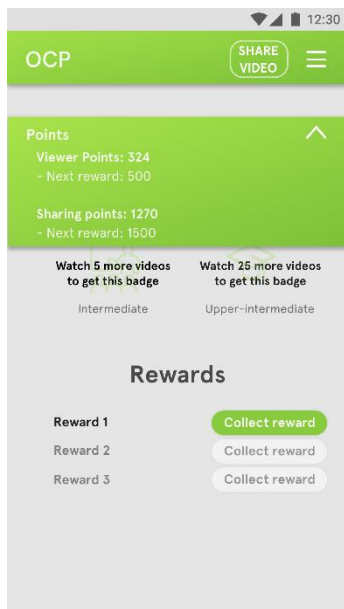 12:30
OCP
SHARE
VIDEO
Points
Viewer Points: 324
- Next reward: 500
Sharing points: 1270
- Next reward: 1500
Watch 5 more videos
to get this badge
Watch 25 more videos
to get this badge
Intermediate
Upper-intermediate
Rewards
Reward 1
Collect reward
Reward 2
Collect reward
Reward 3
Collect reward